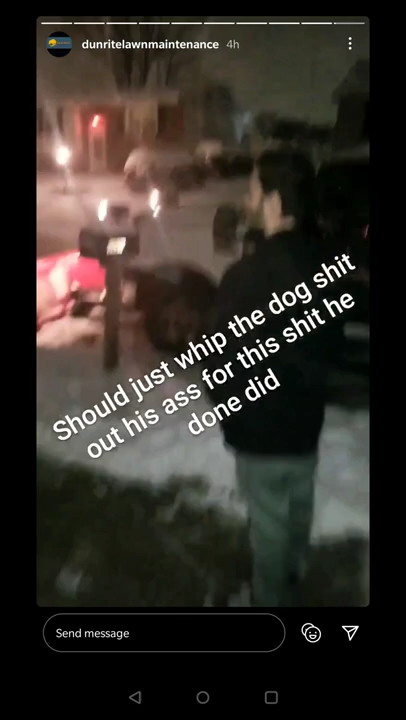 dunritelawnmaintenance 4h
Should just whip the dog shit
out his ass for this shit he
done did
Send message